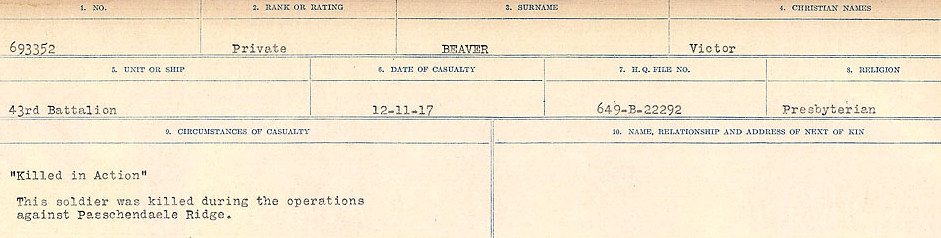 1. NO. 2. RANK OR RATING 3. SURNAME 4. CHRISTIAN NAMES
693352 Private BEAVER Victor
5. UNIT OR SHIP 6. DATE OF CASUALTY 7. H.Q. FILE NO. 8. RELIGION
43rd Battalion 12-11-17 649-B-22292 Presbyterian
9. CIRCUMSTANCES OF CASUALTY 10. NAME, RELATIONSHIP AND ADDRESS OF NEXT OF KIN
"Killed in Action"
This soldier was killed during the operations
against Passchendaele Ridge.